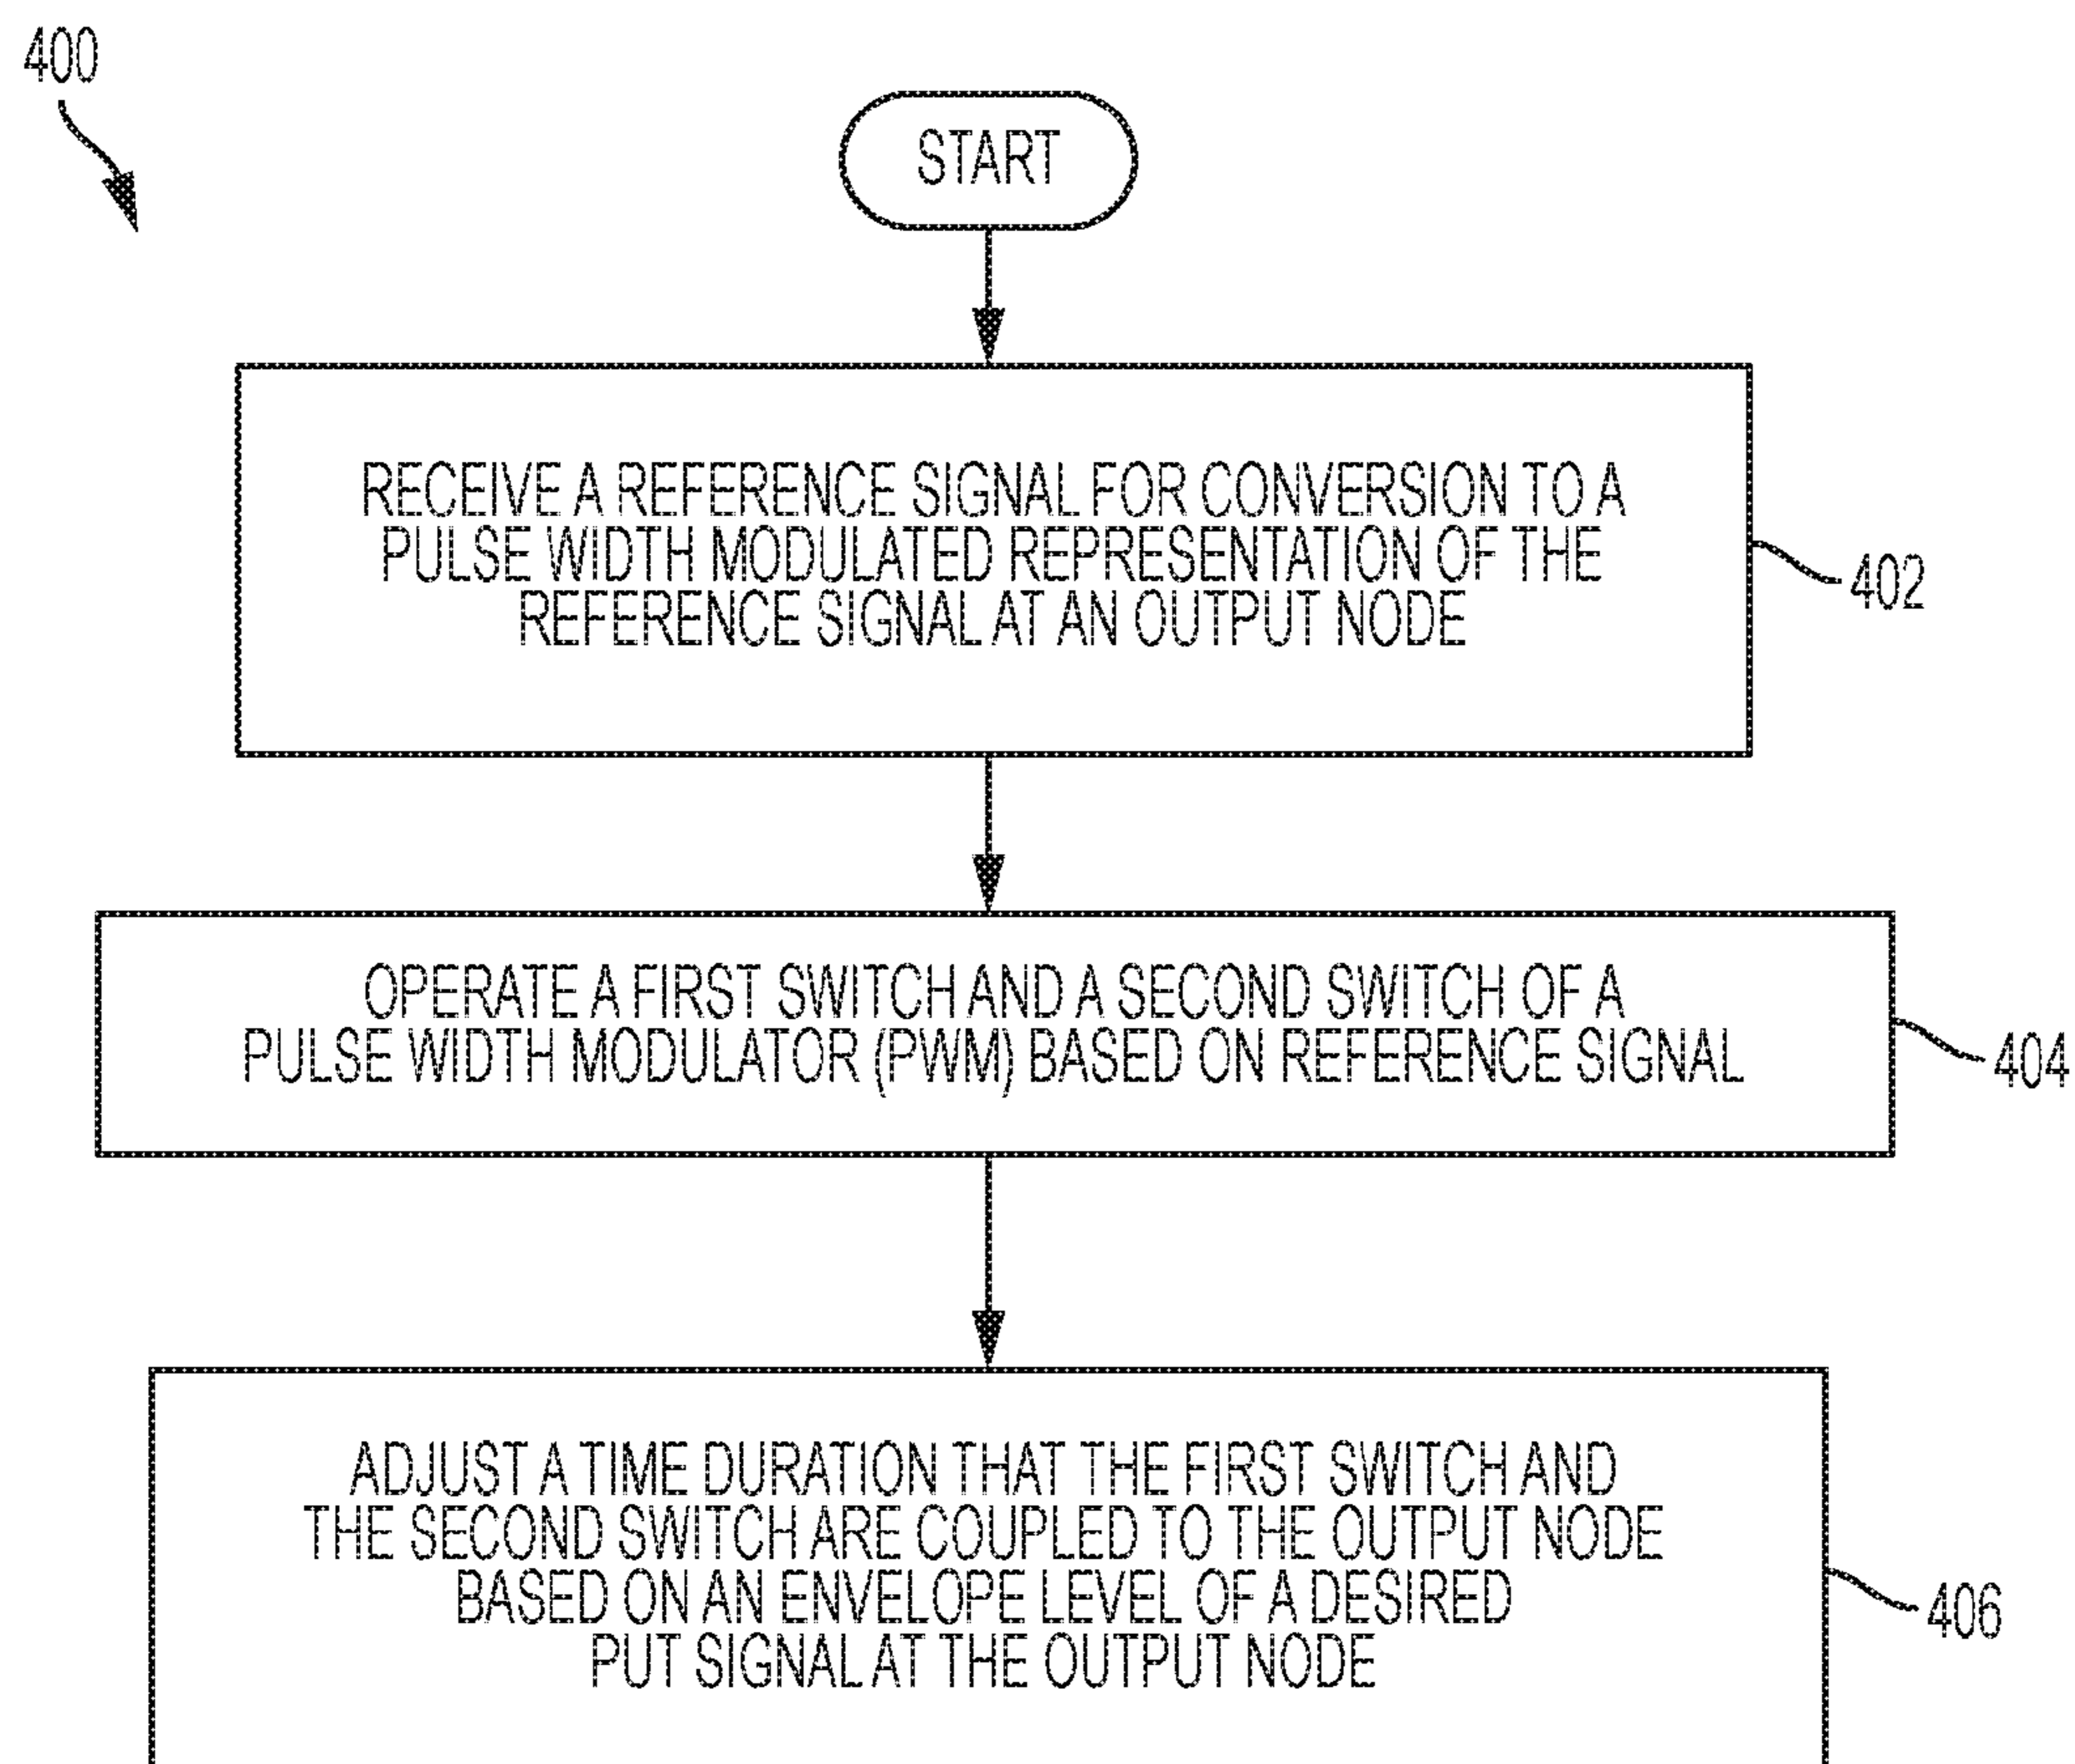 400
START
RECEIVE A REFERENCE SIGNAL FOR CONVERSION TO A
PULSE WIDTH MODULATED REPRESENTATION OF THE
REFERENCE SIGNAL AT AN OUTPUT NODE
402
OPERATE A FIRST SWITCH AND A SECOND SWITCH OF A
PULSE WIDTH MODULATOR (PWM) BASED ON REFERENCE SIGNAL
404
ADJUST A TIME DURATION THAT THE FIRST SWITCH AND
THE SECOND SWITCH ARE COUPLED TO THE OUTPUT NODE
BASED ON AN ENVELOPE LEVEL OF A DESIRED
PUT SIGNAL AT THE OUTPUT NODE
406